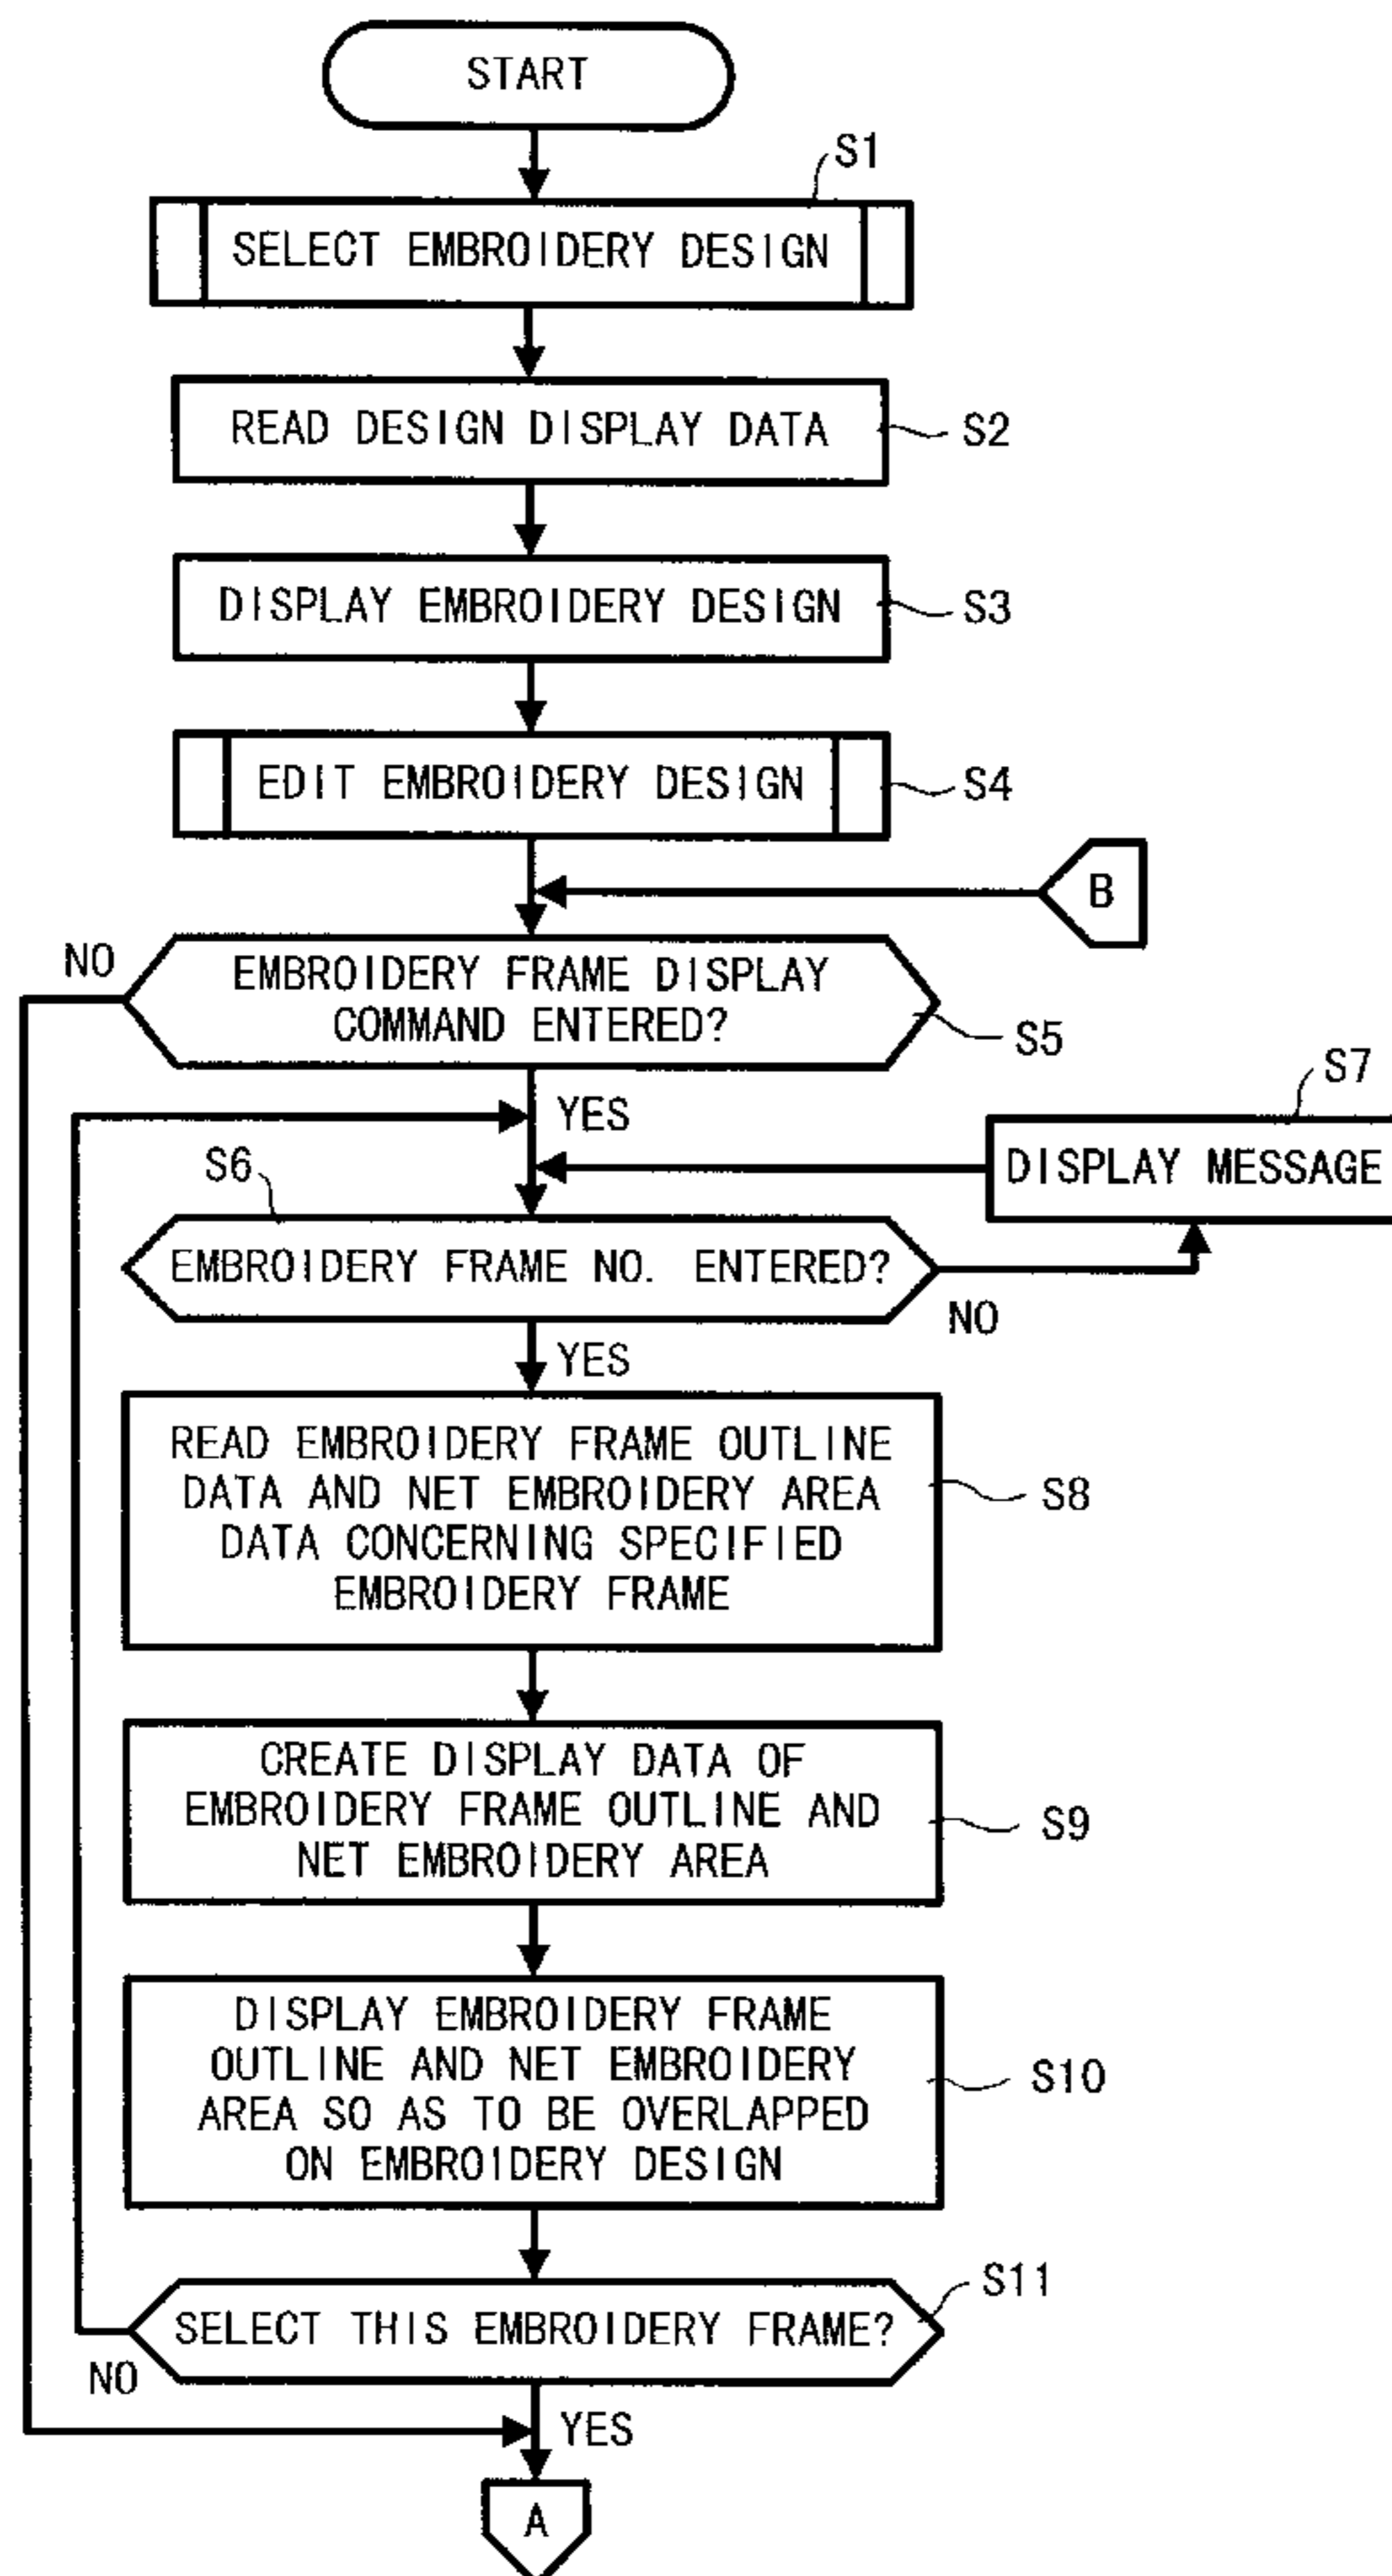 START
S1
SELECT EMBROIDERY DESIGN
READ DESIGN DISPLAY DATA
S2
DISPLAY EMBROIDERY DESIGN
S3
EDIT EMBROIDERY DESIGN
S4
B
NO
EMBROIDERY FRAME DISPLAY
COMMAND ENTERED?
S5
YES
S7
DISPLAY MESSAGE
S6
EMBROIDERY FRAME NO. ENTERED?
NO
YES
READ EMBROIDERY FRAME OUTLINE
DATA AND NET EMBROIDERY AREA
DATA CONCERNING SPECIFIED
EMBROIDERY FRAME
S8
CREATE DISPLAY DATA OF
EMBROIDERY FRAME OUTLINE AND
NET EMBROIDERY AREA
S9
DISPLAY EMBROIDERY FRAME
OUTLINE AND NET EMBROIDERY
AREA SO AS TO BE OVERLAPPED
ON EMBROIDERY DESIGN
S10
S11
SELECT THIS EMBROIDERY FRAME?
NO
YES
A